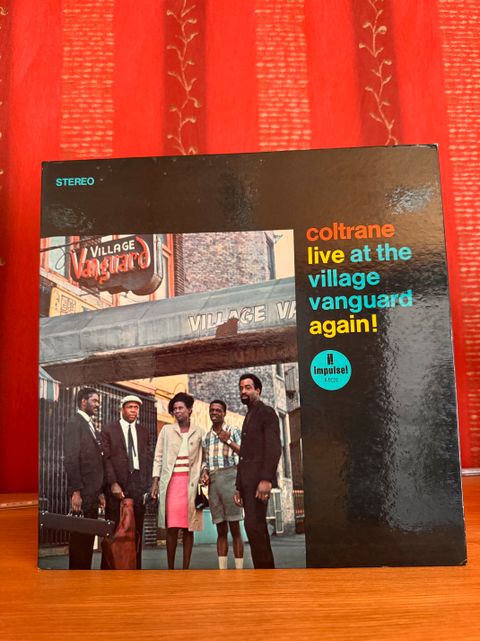 STEREO
VILLAGE
Vanguard
VILLAGE VA
coltrane
live at the
village
vanguard
again!
i!
impulse!